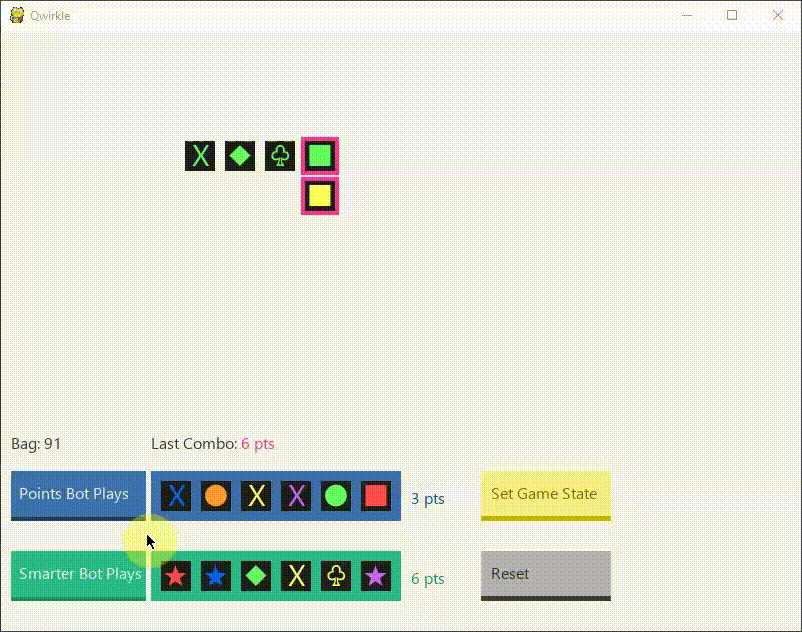 Qwirkle
Bag: 91 Last Combo: 6 pts
Points Bot Plays 3 pts Set Game State
Smarter Bot Plays 6 pts Reset